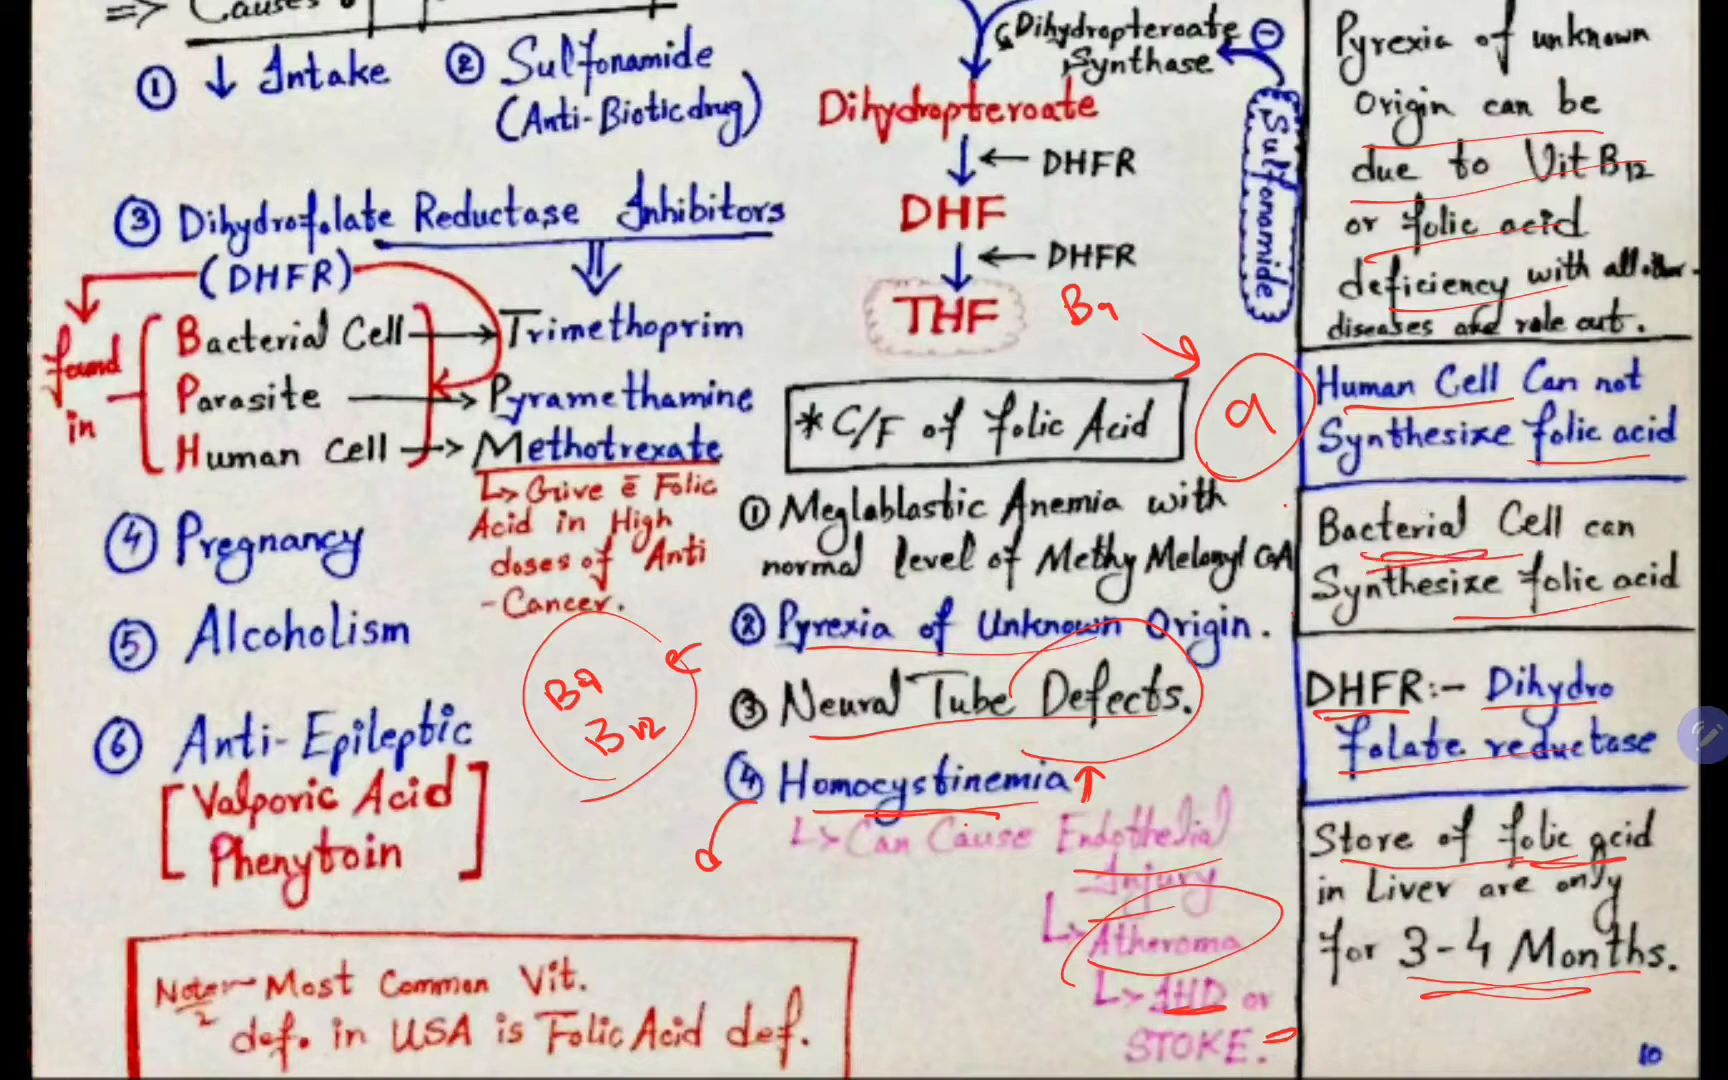 => Causes of
① ↓ Intake ② Sulfonamide
(Anti-Biotic drug)
③ Dihydrofolate Reductase Inhibitors
(DHFR)
found
in
Bacterial Cell → Trimethoprim
Parasite → Pyramethamine
Human Cell → Methotrexate
↳ Give ē Folic
Acid in High
doses of Anti
-Cancer.
④ Pregnancy
⑤ Alcoholism
⑥ Anti-Epileptic
[Valporic Acid
Phenytoin]
Note:-
2
Most Common Vit.
def. in USA is Folic Acid def.
Dihydropteroate
Synthase
Sulfonamide
Dihydropteroate
↓ ← DHFR
DHF
↓ ← DHFR
THF
B9
9
* C/F of folic Acid
① Meglablastic Anemia with
normal level of Methy Melonyl CoA
② Pyrexia of Unknown Origin.
③ Neural Tube Defects.
B9
B12
④ Homocystinemia ↑
↳ Can Cause Endothelial
Injury
↳ Atheroma
↳ IHD or
STOKE.
Pyrexia of unknown
Origin can be
due to Vit B12
or folic acid
deficiency with all other
diseases are role out.
Human Cell Can not
Synthesize folic acid
Bacterial Cell can
Synthesize folic acid
DHFR:- Dihydro
folate reductase
Store of folic acid
in Liver are only
for 3-4 Months.
10